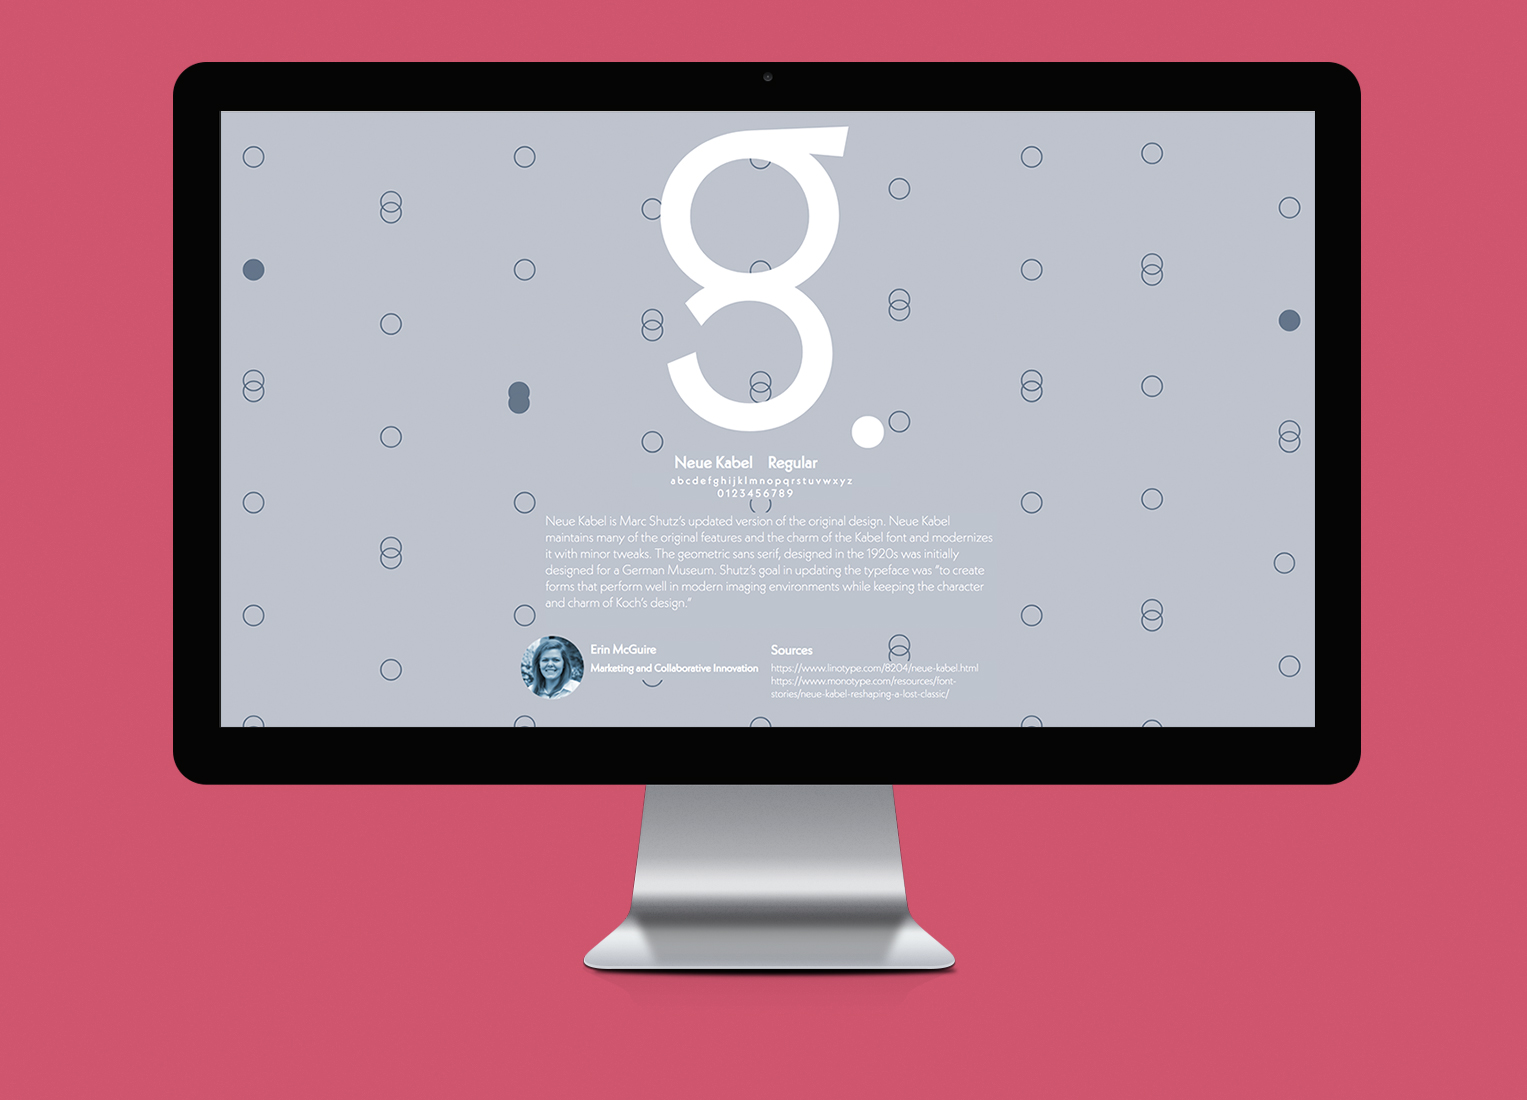 g.
Neue Kabel Regular
abcdefghijklmnopqrstuvwxyz
0123456789
Neue Kabel is Marc Shutz's updated version of the original design. Neue Kabel
maintains many of the original features and the charm of the Kabel font and modernizes
it with minor tweaks. The geometric sans serif, designed in the 1920s was initially
designed for a German Museum. Shutz's goal in updating the typeface was "to create
forms that perform well in modern imaging environments while keeping the character
and charm of Koch's design."
Erin McGuire
Marketing and Collaborative Innovation
Sources
https://www.linotype.com/8204/neue-kabel.html
https://www.monotype.com/resources/font-
stories/neue-kabel-reshaping-a-lost-classic/